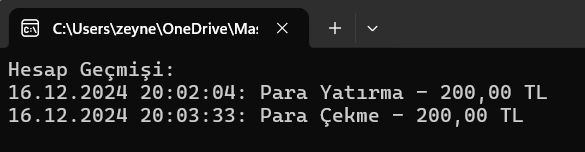 C:\Users\zeyne\OneDrive\Mas
Hesap Geçmişi:
16.12.2024 20:02:04: Para Yatırma - 200,00 TL
16.12.2024 20:03:33: Para Çekme - 200,00 TL